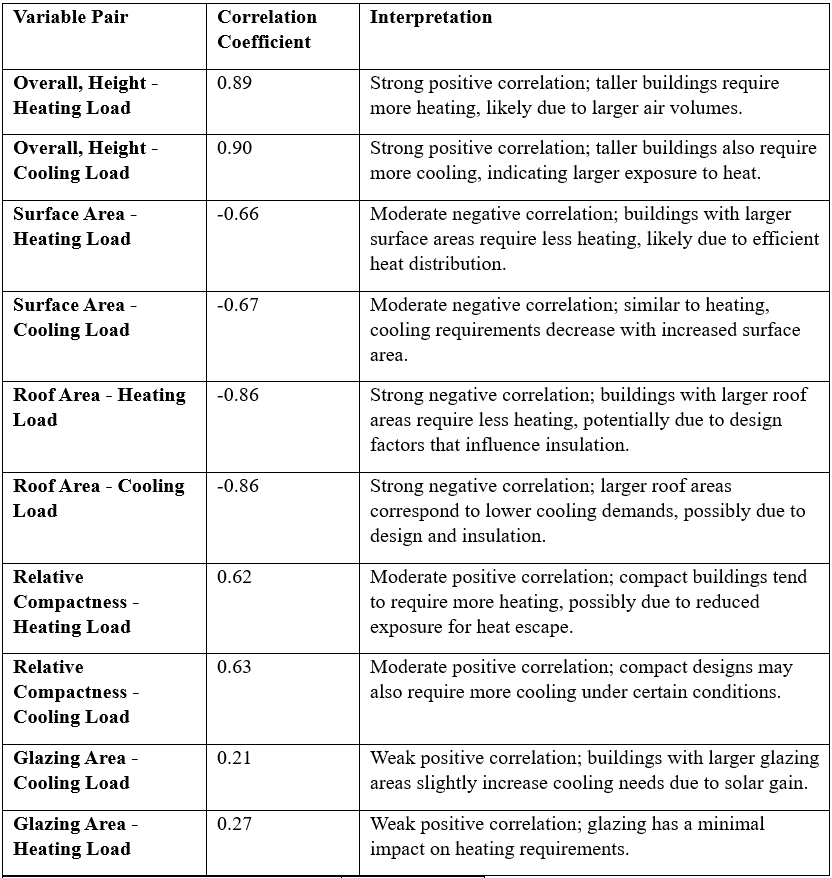 Variable Pair
Correlation
Coefficient
Interpretation
Overall, Height -
Heating Load
0.89
Strong positive correlation; taller buildings require
more heating, likely due to larger air volumes.
Overall, Height -
Cooling Load
0.90
Strong positive correlation; taller buildings also require
more cooling, indicating larger exposure to heat.
Surface Area -
Heating Load
-0.66
Moderate negative correlation; buildings with larger
surface areas require less heating, likely due to efficient
heat distribution.
Surface Area -
Cooling Load
-0.67
Moderate negative correlation; similar to heating,
cooling requirements decrease with increased surface
area.
Roof Area - Heating
Load
-0.86
Strong negative correlation; buildings with larger roof
areas require less heating, potentially due to design
factors that influence insulation.
Roof Area - Cooling
Load
-0.86
Strong negative correlation; larger roof areas
correspond to lower cooling demands, possibly due to
design and insulation.
Relative
Compactness -
Heating Load
0.62
Moderate positive correlation; compact buildings tend
to require more heating, possibly due to reduced
exposure for heat escape.
Relative
Compactness -
Cooling Load
0.63
Moderate positive correlation; compact designs may
also require more cooling under certain conditions.
Glazing Area -
Cooling Load
0.21
Weak positive correlation; buildings with larger glazing
areas slightly increase cooling needs due to solar gain.
Glazing Area -
Heating Load
0.27
Weak positive correlation; glazing has a minimal
impact on heating requirements.